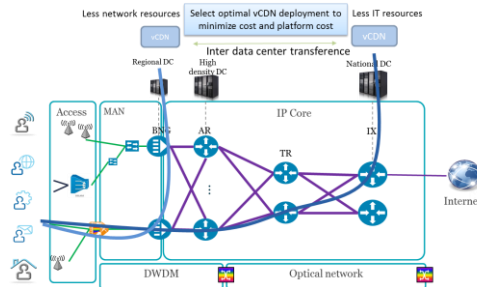 Less network resources
Select optimal vCDN deployment to
minimize cost and platform cost
Less IT resources
vCDN
vCDN
Inter data center transference
Regional DC
High
density DC
National DC
Access
MAN
IP Core
BNG
AR
IX
TR
Internet
...
DWDM
Optical network